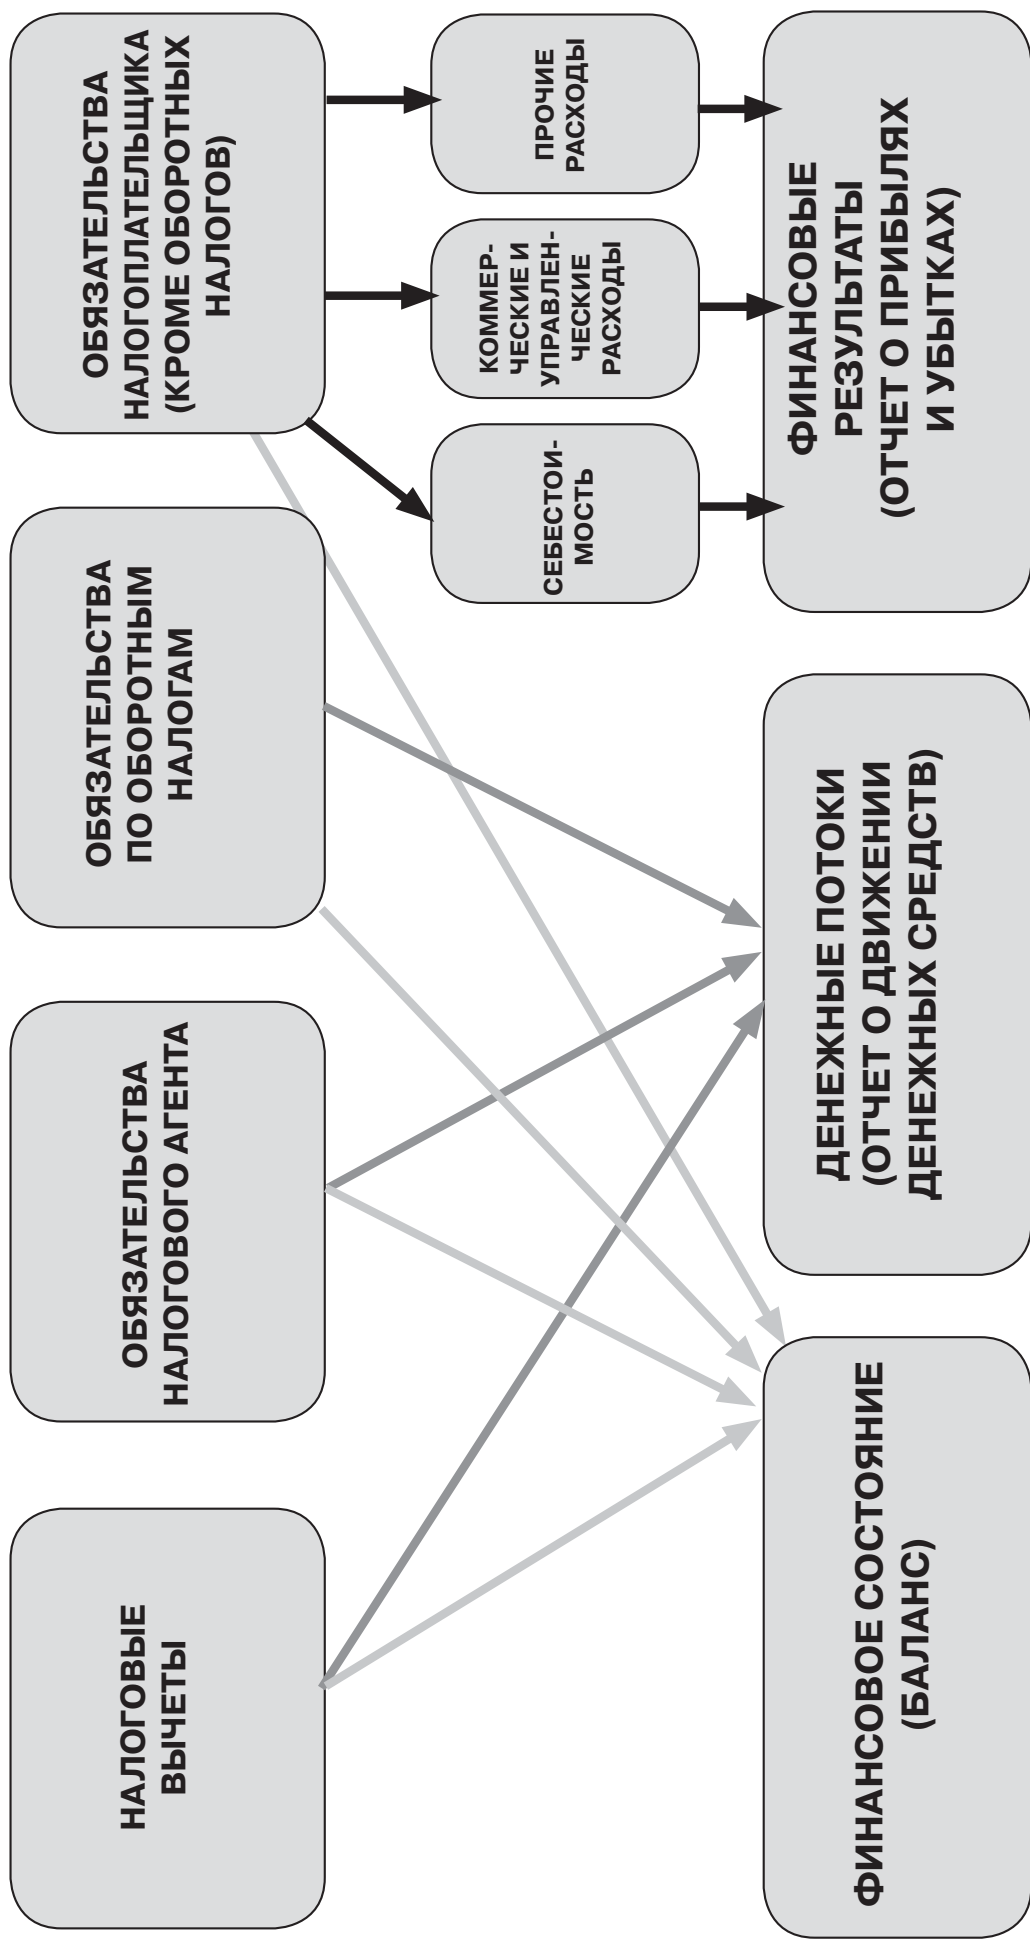 НАЛОГОВЫЕ
ВЫЧЕТЫ
ОБЯЗАТЕЛЬСТВА
НАЛОГОВОГО АГЕНТА
ОБЯЗАТЕЛЬСТВА
ПО ОБОРОТНЫМ
НАЛОГАМ
ОБЯЗАТЕЛЬСТВА
НАЛОГОПЛАТЕЛЬЩИКА
(КРОМЕ ОБОРОТНЫХ
НАЛОГОВ)
СЕБЕСТОИ-
МОСТЬ
КОММЕР-
ЧЕСКИЕ И
УПРАВЛЕН-
ЧЕСКИЕ
РАСХОДЫ
ПРОЧИЕ
РАСХОДЫ
ФИНАНСОВОЕ СОСТОЯНИЕ
(БАЛАНС)
ДЕНЕЖНЫЕ ПОТОКИ
(ОТЧЕТ О ДВИЖЕНИИ
ДЕНЕЖНЫХ СРЕДСТВ)
ФИНАНСОВЫЕ
РЕЗУЛЬТАТЫ
(ОТЧЕТ О ПРИБЫЛЯХ
И УБЫТКАХ)